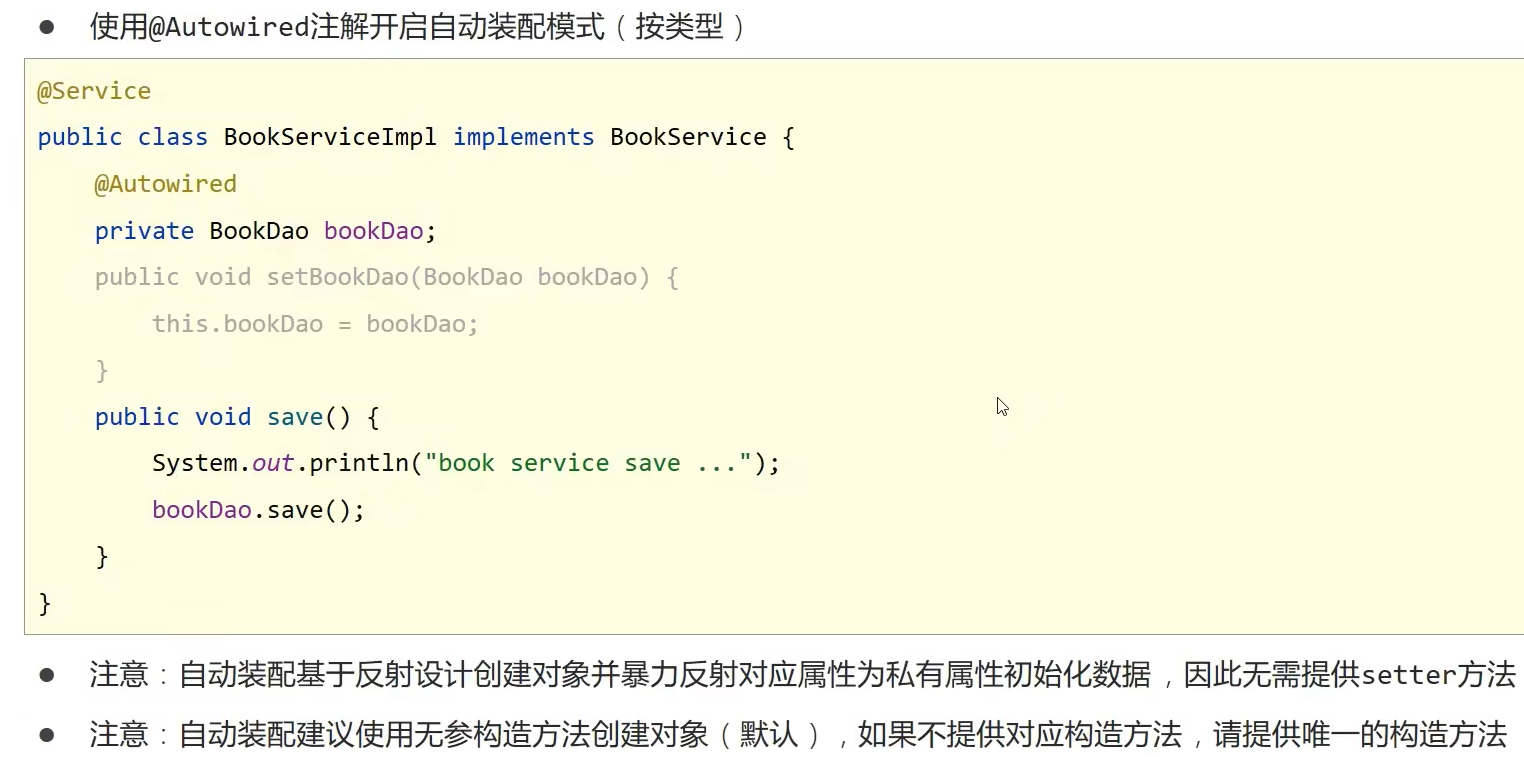 ● 使用@Autowired注解开启自动装配模式（按类型）
@Service
public class BookServiceImpl implements BookService {
    @Autowired
    private BookDao bookDao;
    public void setBookDao(BookDao bookDao) {
        this.bookDao = bookDao;
    }
    public void save() {
        System.out.println("book service save ...");
        bookDao.save();
    }
}
● 注意：自动装配基于反射设计创建对象并暴力反射对应属性为私有属性初始化数据，因此无需提供setter方法
● 注意：自动装配建议使用无参构造方法创建对象（默认），如果不提供对应构造方法，请提供唯一的构造方法